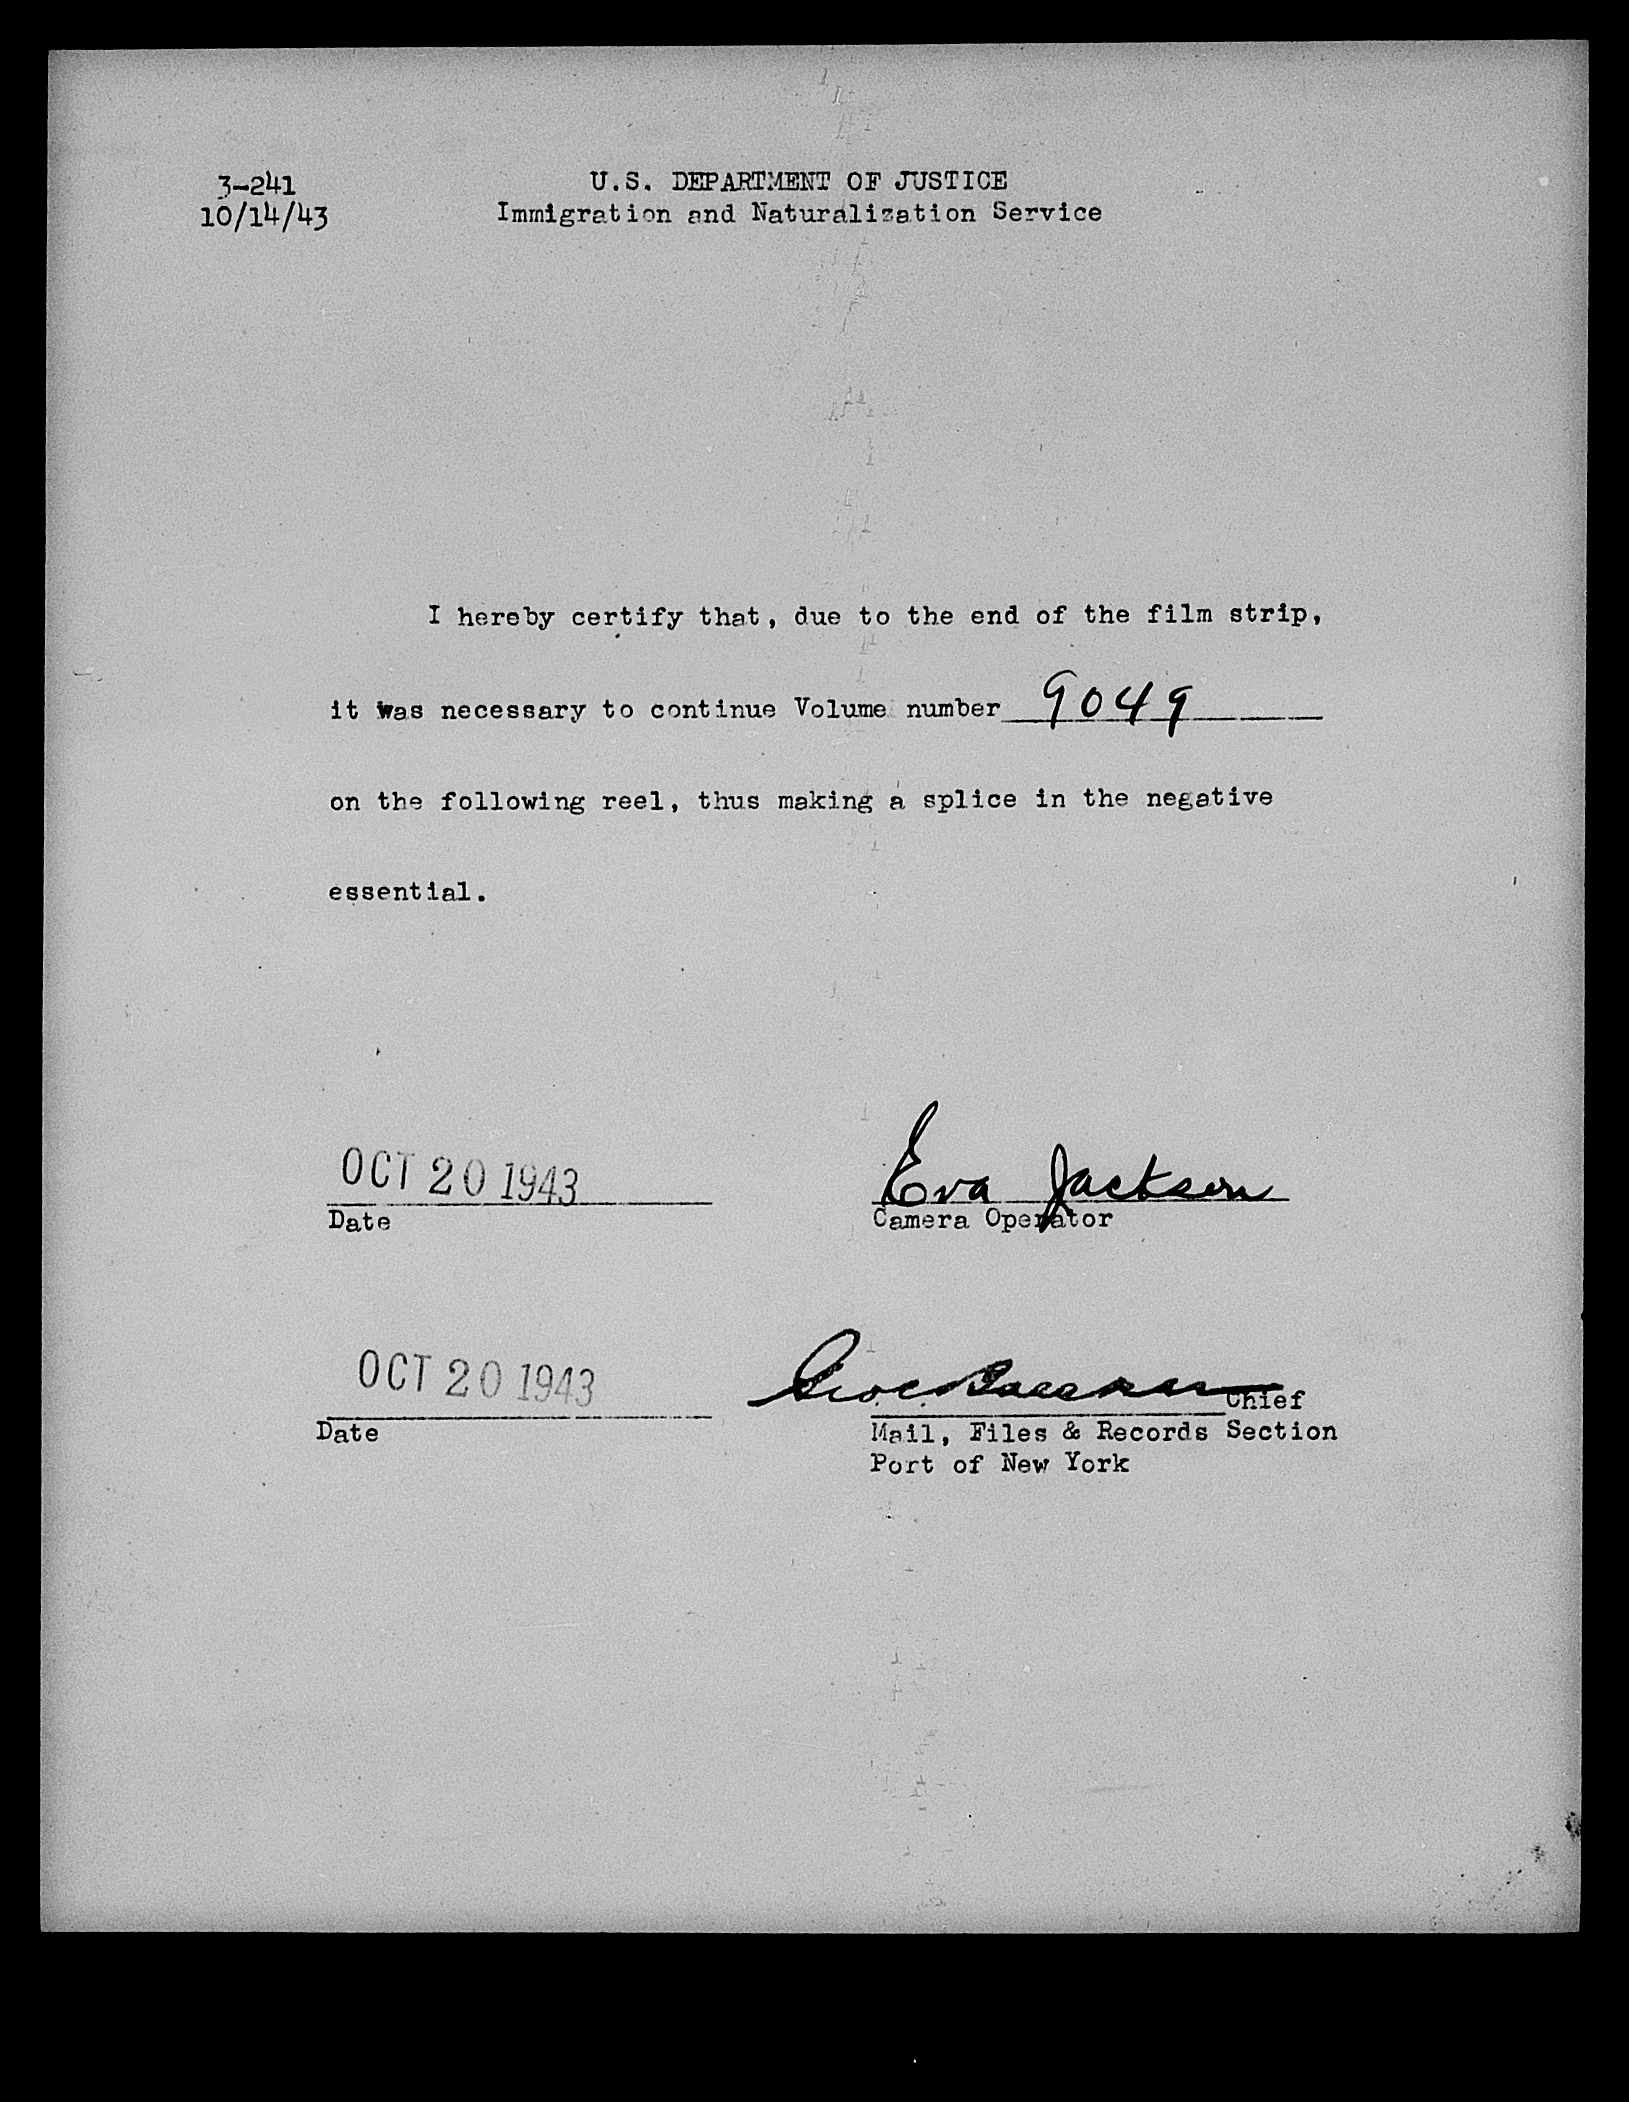 3-241
10/14/43
U.S. DEPARTMENT OF JUSTICE
Immigration and Naturalization Service
I hereby certify that, due to the end of the film strip,
it was necessary to continue Volume number 9049
on the following reel, thus making a splice in the negative
essential.
OCT 20 1943
Date
Eva Jackson
Camera Operator
OCT 20 1943
Date
Chief
Mail, Files & Records Section
Port of New York